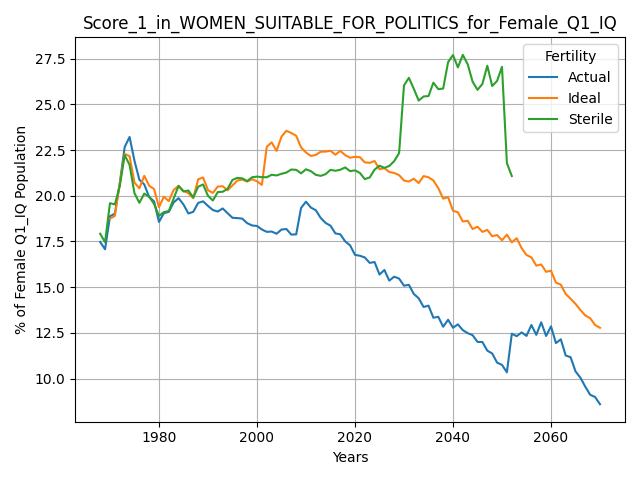 Score_1_in_WOMEN_SUITABLE_FOR_POLITICS_for_Female_Q1_IQ
Fertility
Actual
Ideal
Sterile
% of Female Q1_IQ Population
27.5
25.0
22.5
20.0
17.5
15.0
12.5
10.0
1980
2000
2020
2040
2060
Years